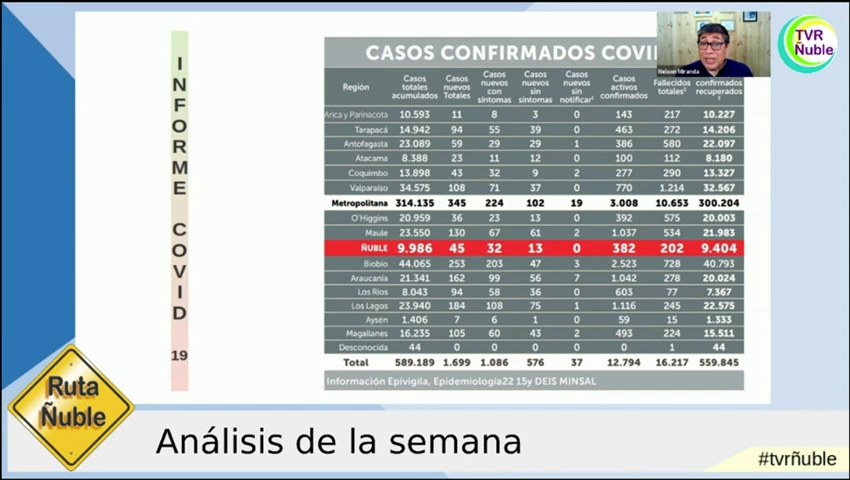 CASOS CONFIRMADOS COVI
Nelson Miranda
TVR
Ñuble
INFORME COVID 19
Región Casos totales acumulados Casos nuevos Totales Casos nuevos con síntomas Casos nuevos sin síntomas Casos nuevos sin notificar¹ Casos activos confirmados Fallecidos totales² confirmados recuperados
Arica y Parinacota 10.593 11 8 3 0 143 217 10.227
Tarapacá 14.942 94 55 39 0 463 272 14.206
Antofagasta 23.089 59 29 29 1 386 580 22.097
Atacama 8.388 23 11 12 0 100 112 8.180
Coquimbo 13.898 43 32 9 2 277 290 13.327
Valparaíso 34.575 108 71 37 0 770 1.214 32.567
Metropolitana 314.135 345 224 102 19 3.008 10.653 300.204
O'Higgins 20.959 36 23 13 0 392 575 20.003
Maule 23.550 130 67 61 2 1.037 534 21.983
ÑUBLE 9.986 45 32 13 0 382 202 9.404
Biobío 44.065 253 203 47 3 2.523 728 40.793
Araucanía 21.341 162 99 56 7 1.042 278 20.024
Los Ríos 8.043 94 58 36 0 603 77 7.367
Los Lagos 23.940 184 108 75 1 1.116 245 22.575
Aysén 1.406 7 6 1 0 59 15 1.333
Magallanes 16.235 105 60 43 2 493 224 15.511
Desconocida 44 0 0 0 0 0 1 44
Total 589.189 1.699 1.086 576 37 12.794 16.217 559.845
Información Epivigila, Epidemiología22 15y DEIS MINSAL
Ruta
Ñuble
Análisis de la semana
#tvrñuble